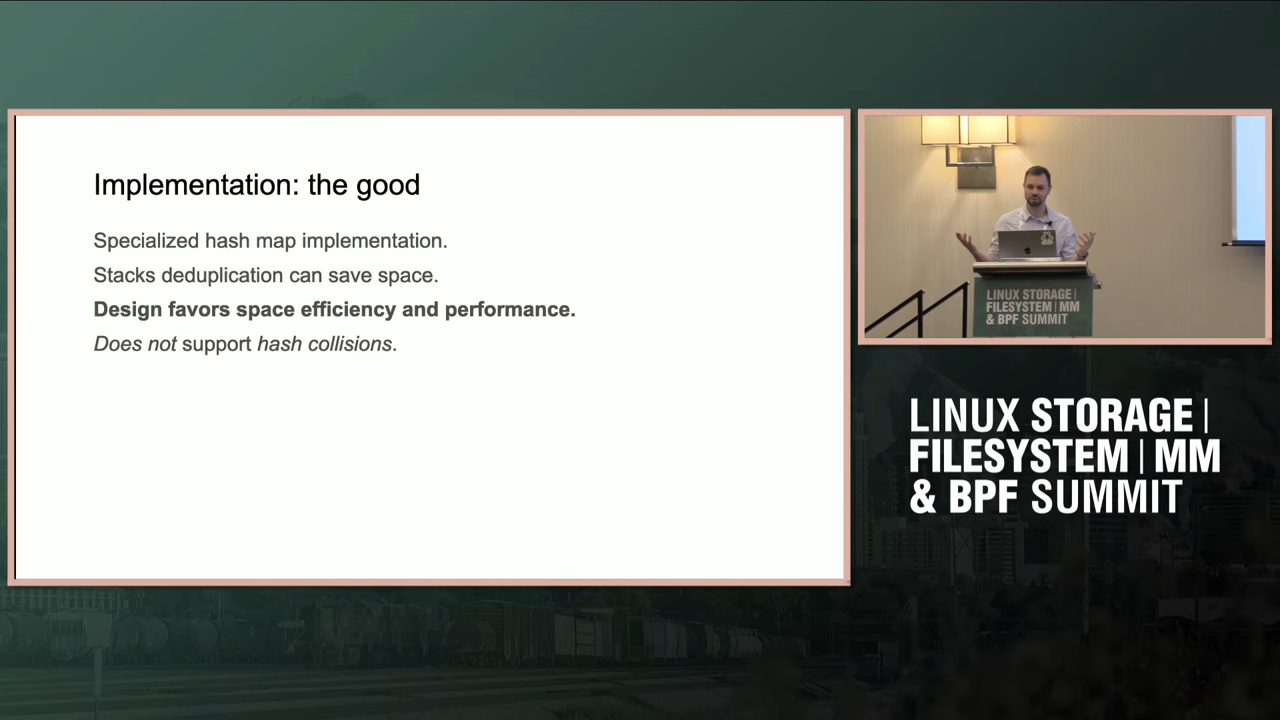 Implementation: the good
Specialized hash map implementation.
Stacks deduplication can save space.
Design favors space efficiency and performance.
Does not support hash collisions.
LINUX STORAGE|
FILESYSTEM|MM
& BPF SUMMIT
LINUX STORAGE|
FILESYSTEM|MM
& BPF SUMMIT